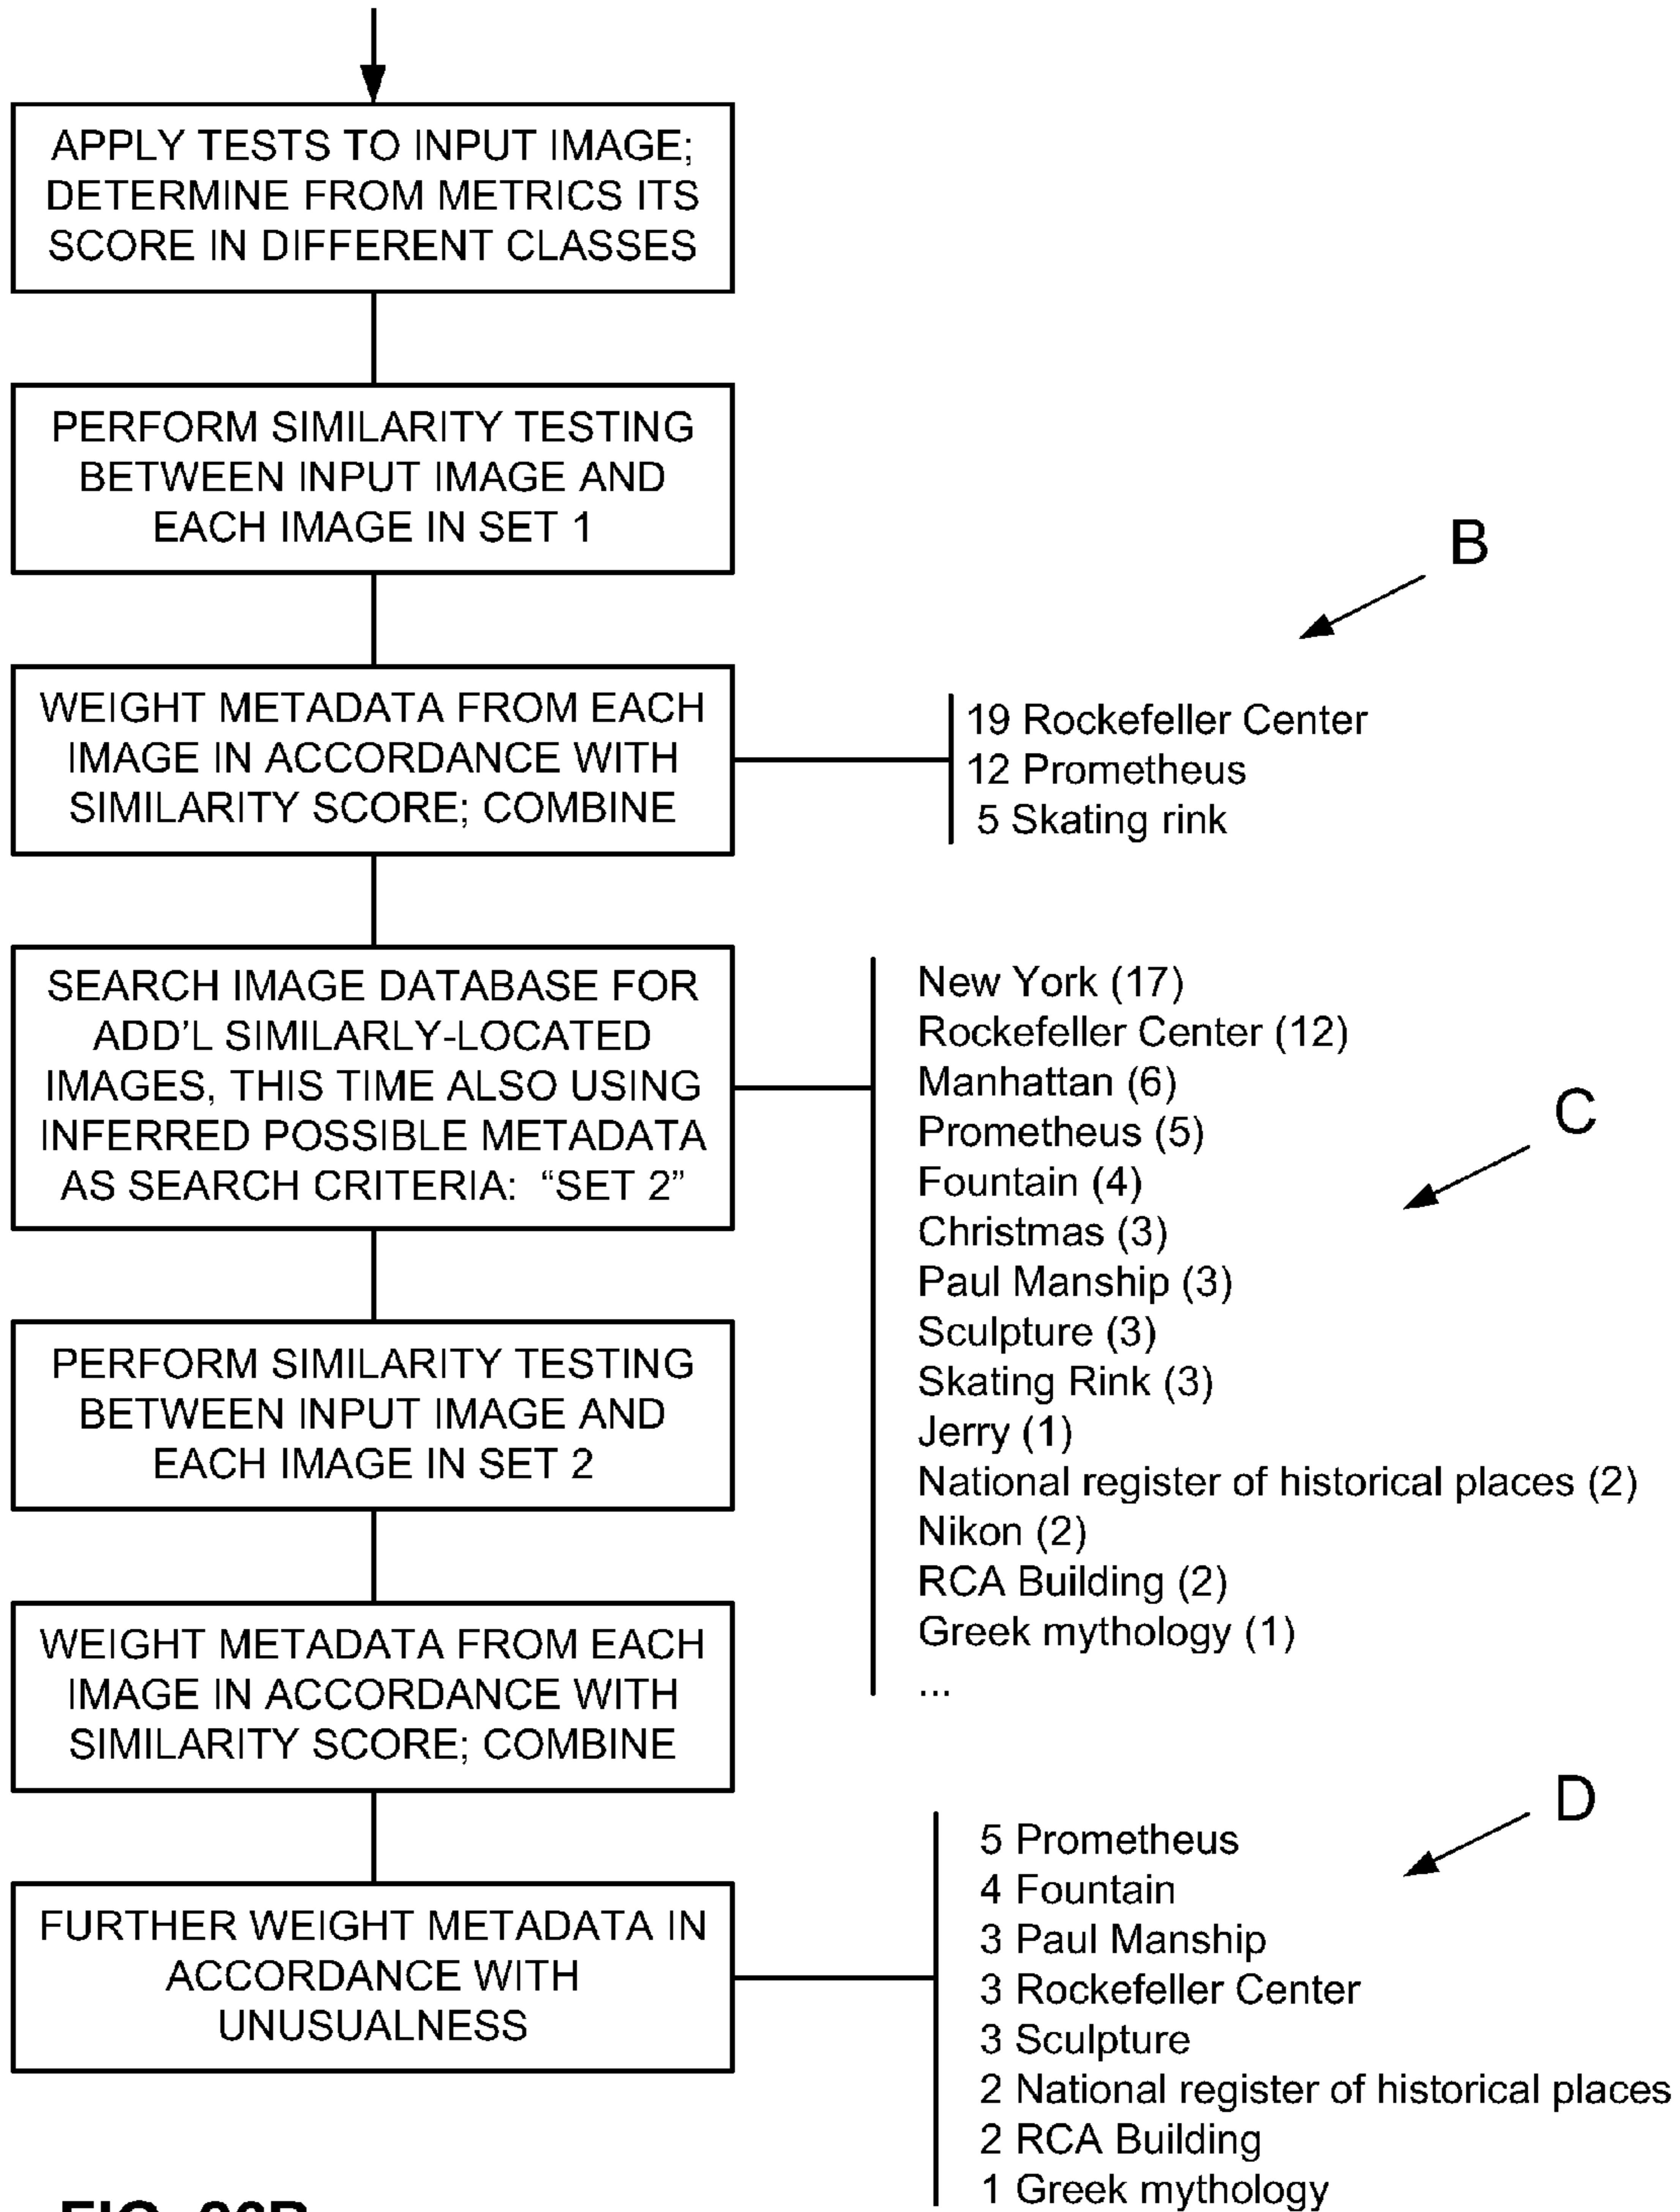 APPLY TESTS TO INPUT IMAGE;
DETERMINE FROM METRICS ITS
SCORE IN DIFFERENT CLASSES
PERFORM SIMILARITY TESTING
BETWEEN INPUT IMAGE AND
EACH IMAGE IN SET 1
B
WEIGHT METADATA FROM EACH
IMAGE IN ACCORDANCE WITH
SIMILARITY SCORE; COMBINE
19 Rockefeller Center
12 Prometheus
5 Skating rink
SEARCH IMAGE DATABASE FOR
ADD'L SIMILARLY-LOCATED
IMAGES, THIS TIME ALSO USING
INFERRED POSSIBLE METADATA
AS SEARCH CRITERIA: “SET 2”
New York (17)
Rockefeller Center (12)
Manhattan (6)
Prometheus (5)
Fountain (4)
Christmas (3)
Paul Manship (3)
Sculpture (3)
Skating Rink (3)
Jerry (1)
National register of historical places (2)
Nikon (2)
RCA Building (2)
Greek mythology (1)
...
C
PERFORM SIMILARITY TESTING
BETWEEN INPUT IMAGE AND
EACH IMAGE IN SET 2
WEIGHT METADATA FROM EACH
IMAGE IN ACCORDANCE WITH
SIMILARITY SCORE; COMBINE
D
FURTHER WEIGHT METADATA IN
ACCORDANCE WITH
UNUSUALNESS
5 Prometheus
4 Fountain
3 Paul Manship
3 Rockefeller Center
3 Sculpture
2 National register of historical places
2 RCA Building
1 Greek mythology
FIG.